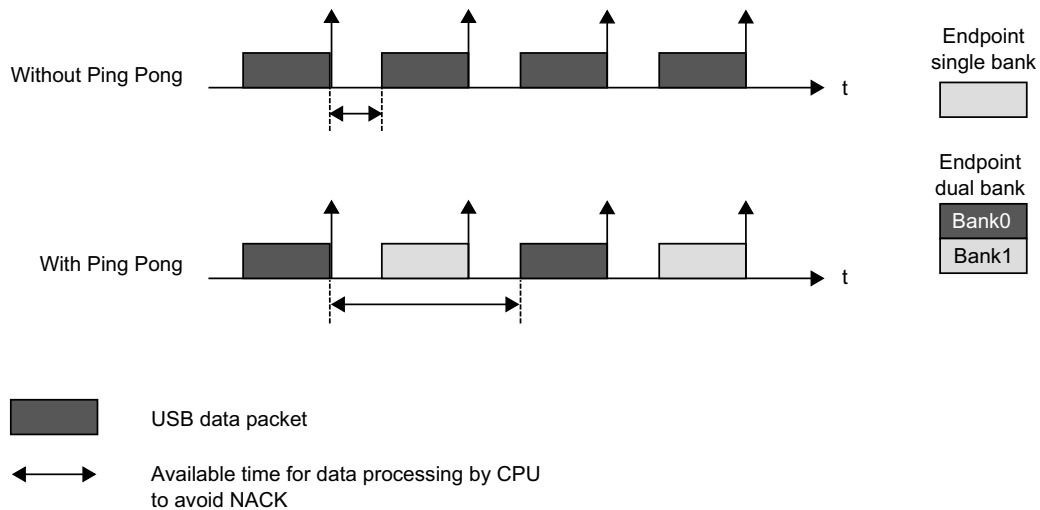 Without Ping Pong
t
Endpoint
single bank
Endpoint
dual bank
Bank0
Bank1
With Ping Pong
t
USB data packet
Available time for data processing by CPU
to avoid NACK